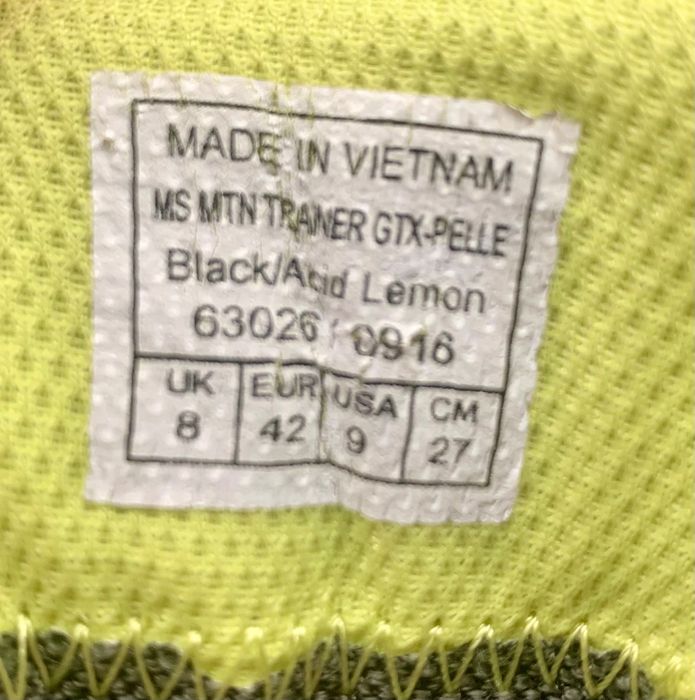 MADE IN VIETNAM
MS MTN TRAINER GTX-PELLE
Black/Acid Lemon
63026 0916
UK EUR USA CM
8 42 9 27